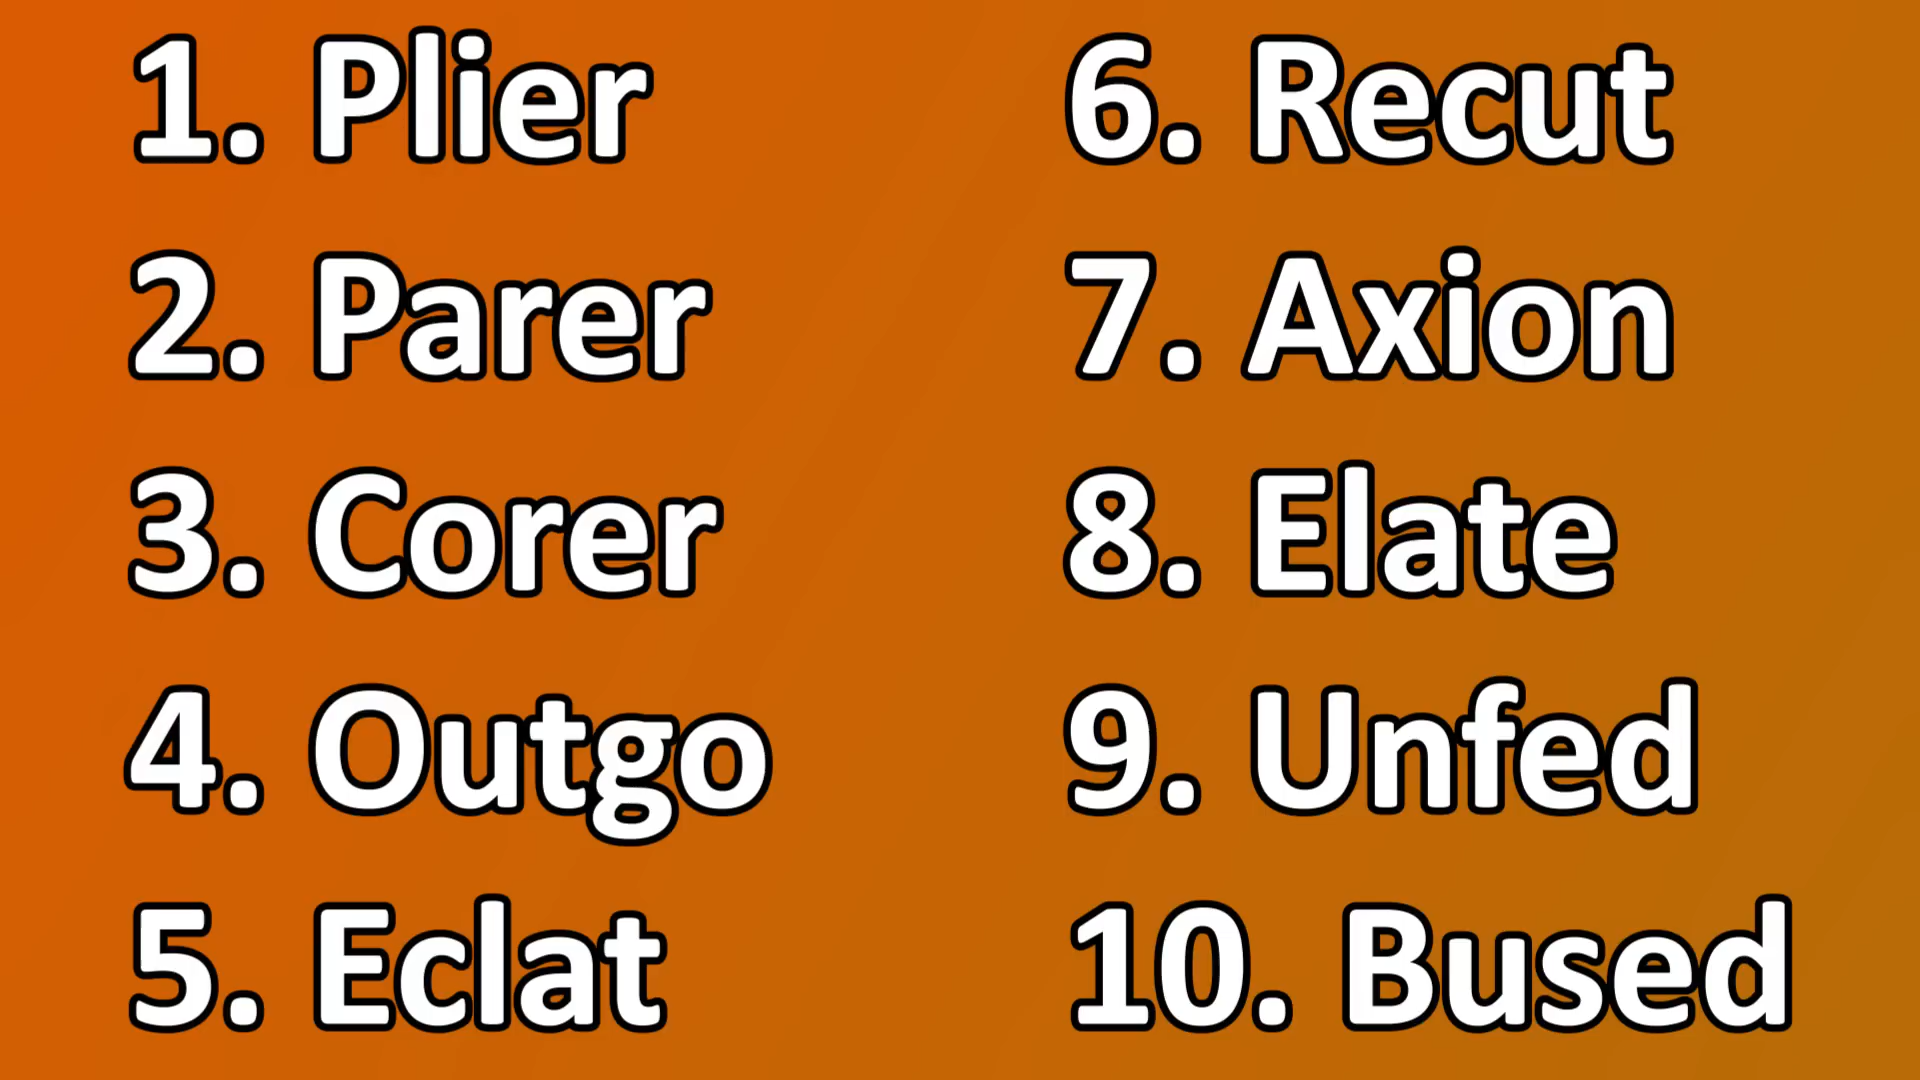 1. Plier
2. Parer
3. Corer
4. Outgo
5. Eclat
6. Recut
7. Axion
8. Elate
9. Unfed
10. Bused